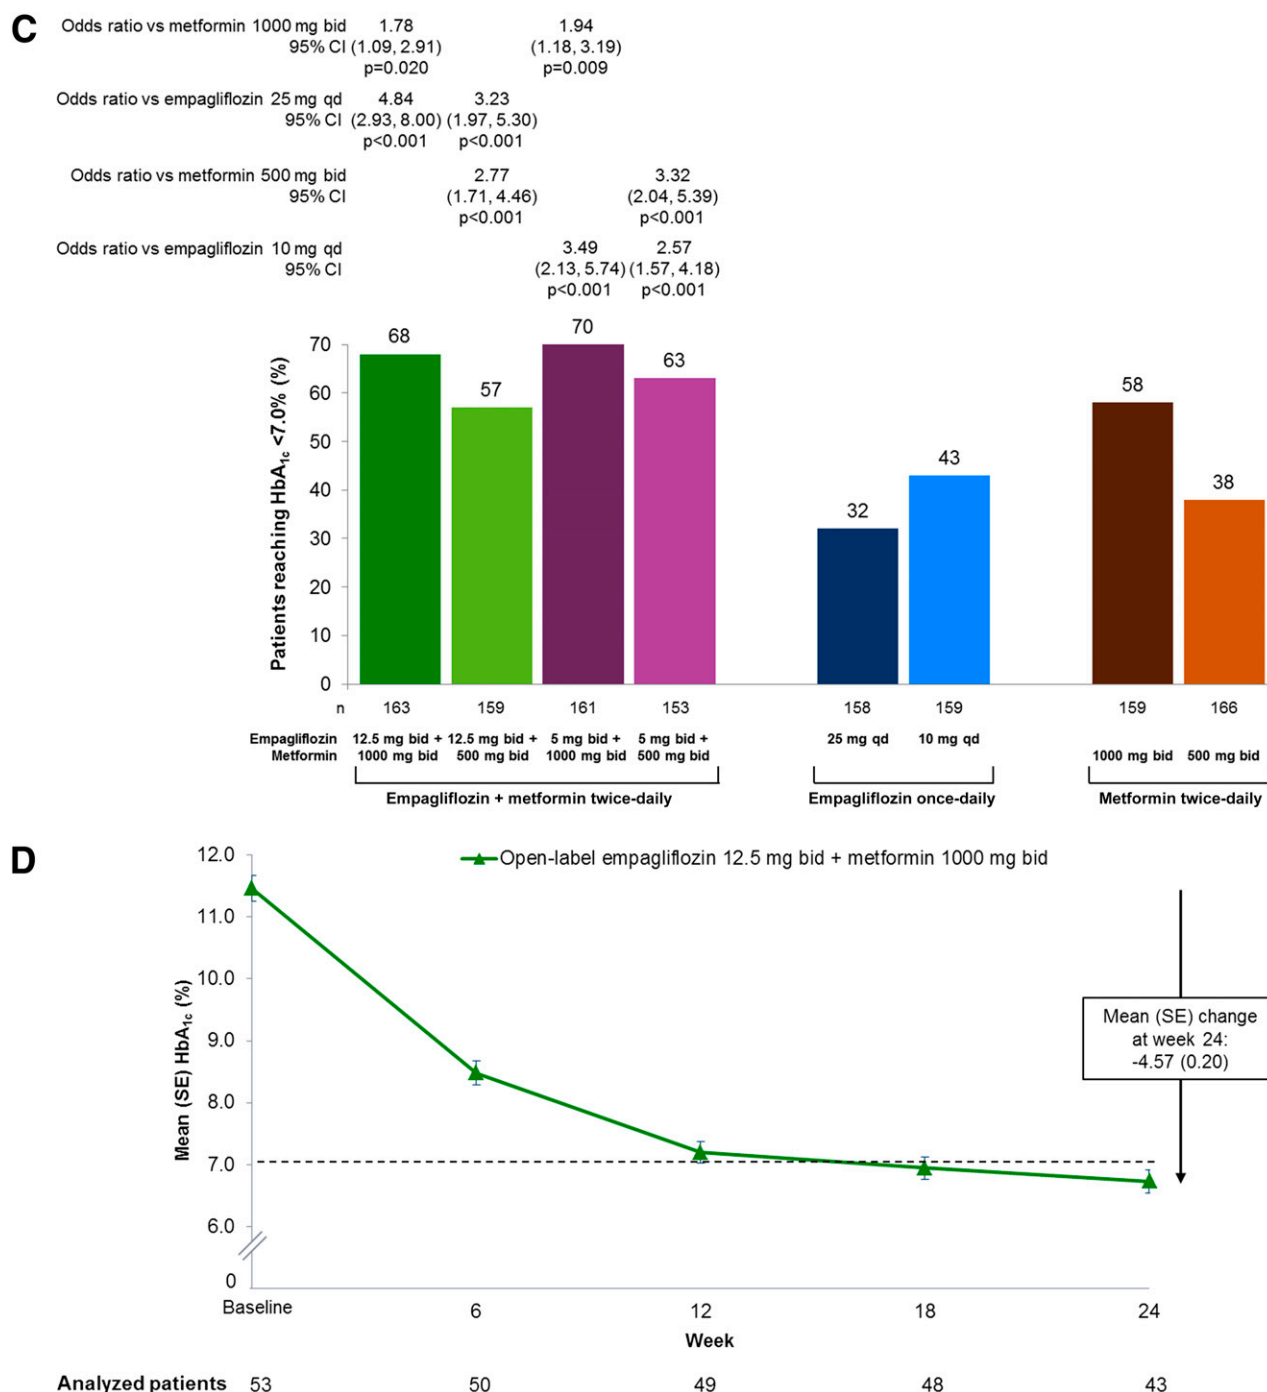 C
Odds ratio vs metformin 1000 mg bid 1.78 1.94
95% CI (1.09, 2.91) (1.18, 3.19)
p=0.020 p=0.009
Odds ratio vs empagliflozin 25 mg qd 4.84 3.23
95% CI (2.93, 8.00) (1.97, 5.30)
p<0.001 p<0.001
Odds ratio vs metformin 500 mg bid 2.77 3.32
95% CI (1.71, 4.46) (2.04, 5.39)
p<0.001 p<0.001
Odds ratio vs empagliflozin 10 mg qd 3.49 2.57
95% CI (2.13, 5.74) (1.57, 4.18)
p<0.001 p<0.001
Patients reaching HbA1c <7.0% (%)
70
60
50
40
30
20
10
0
68
57
70
63
32
43
58
38
n 163 159 161 153 158 159 159 166
Empagliflozin 12.5 mg bid + 12.5 mg bid + 5 mg bid + 5 mg bid + 25 mg qd 10 mg qd
Metformin 1000 mg bid 500 mg bid 1000 mg bid 500 mg bid 1000 mg bid 500 mg bid
Empagliflozin + metformin twice-daily Empagliflozin once-daily Metformin twice-daily
D
Open-label empagliflozin 12.5 mg bid + metformin 1000 mg bid
Mean (SE) HbA1c (%)
12.0
11.0
10.0
9.0
8.0
7.0
6.0
0
Mean (SE) change
at week 24:
-4.57 (0.20)
Baseline 6 12 18 24
Week
Analyzed patients 53 50 49 48 43